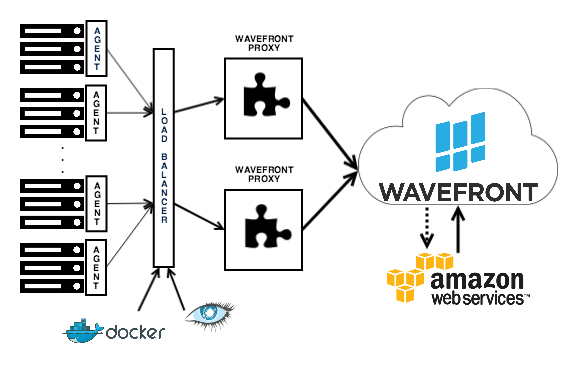 AGENT
AGENT
AGENT
AGENT
LOAD BALANCER
WAVEFRONT
PROXY
WAVEFRONT
PROXY
WAVEFRONT
amazon
web services™
docker